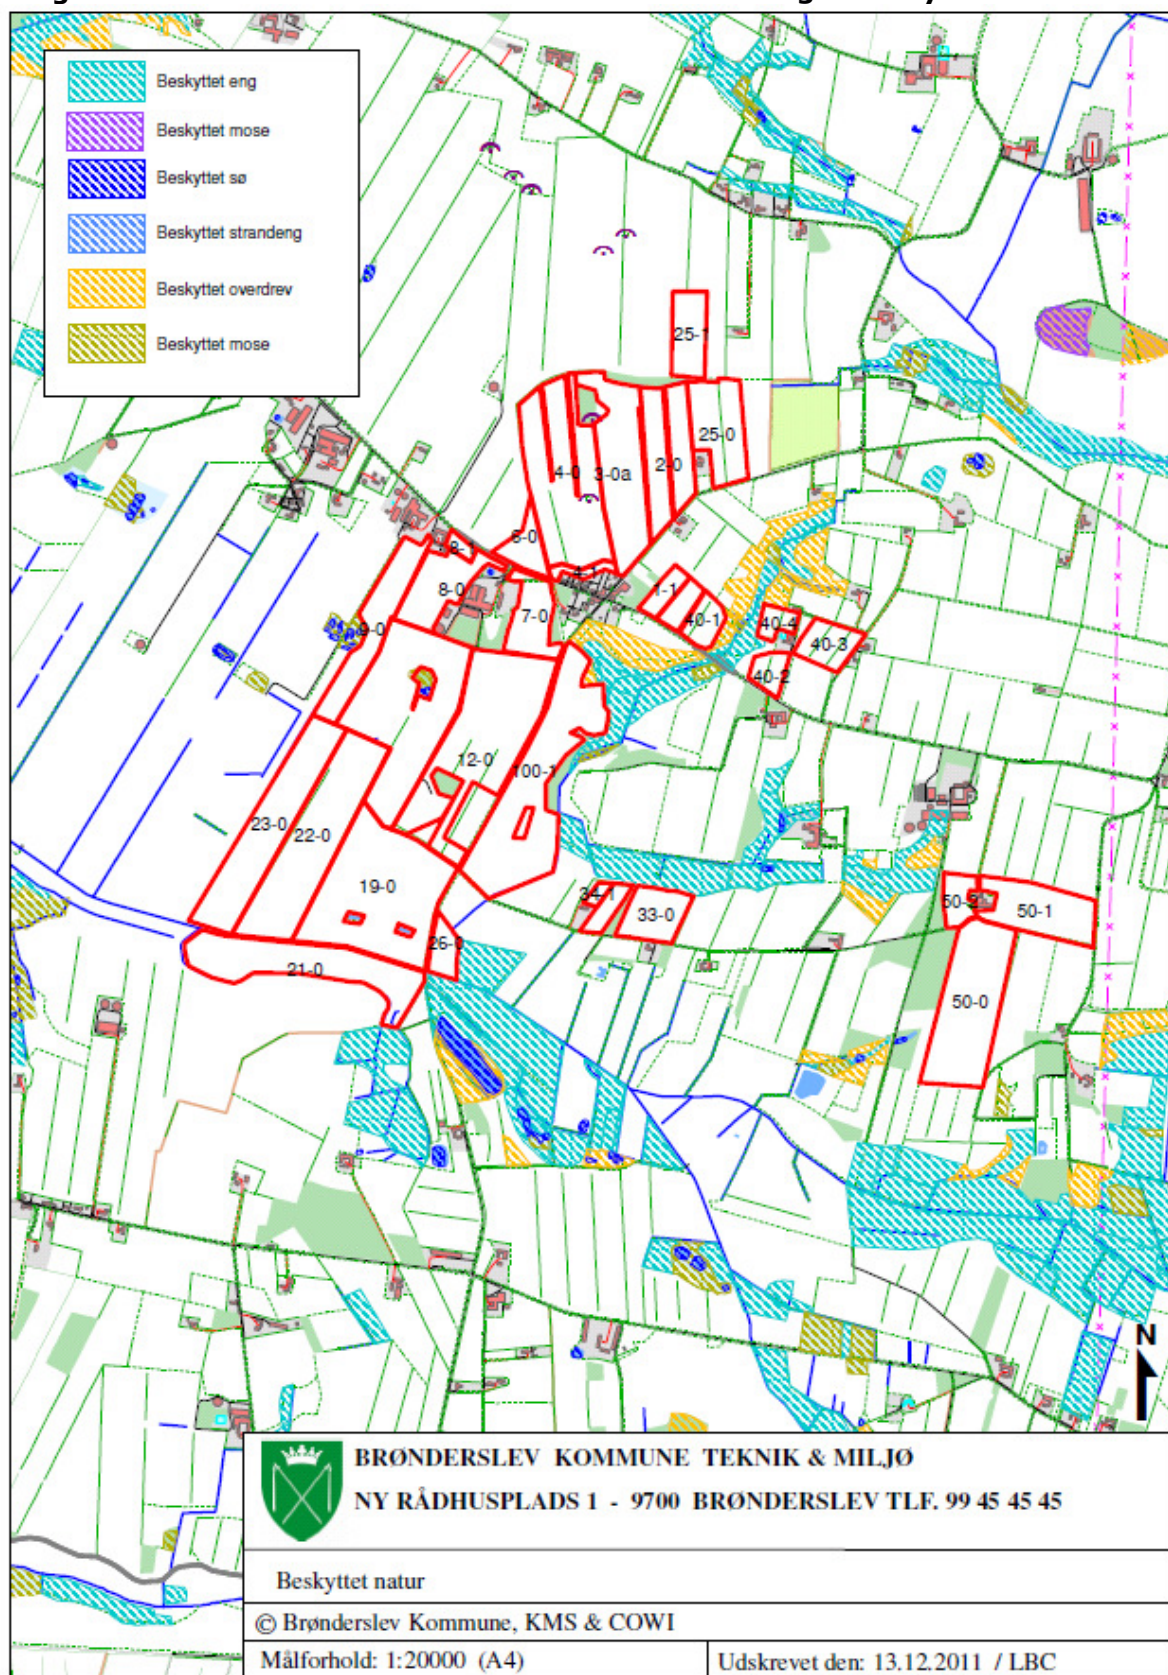 Beskyttet eng
Beskyttet mose
Beskyttet sø
Beskyttet strandeng
Beskyttet overdrev
Beskyttet mose
25-1
25-0
4-0
3-0a
2-0
6-0
8-1
4-1
8-0
7-0
1-1
40-1
40-4
40-3
9-0
40-2
12-0
100-1
23-0
22-0
19-0
34-1
33-0
50-2
50-1
26-0
21-0
50-0
N
BRØNDERSLEV KOMMUNE TEKNIK & MILJØ
NY RÅDHUSPLADS 1 - 9700 BRØNDERSLEV TLF. 99 45 45 45
Beskyttet natur
© Brønderslev Kommune, KMS & COWI
Målforhold: 1:20000 (A4)
Udskrevet den: 13.12.2011 / LBC